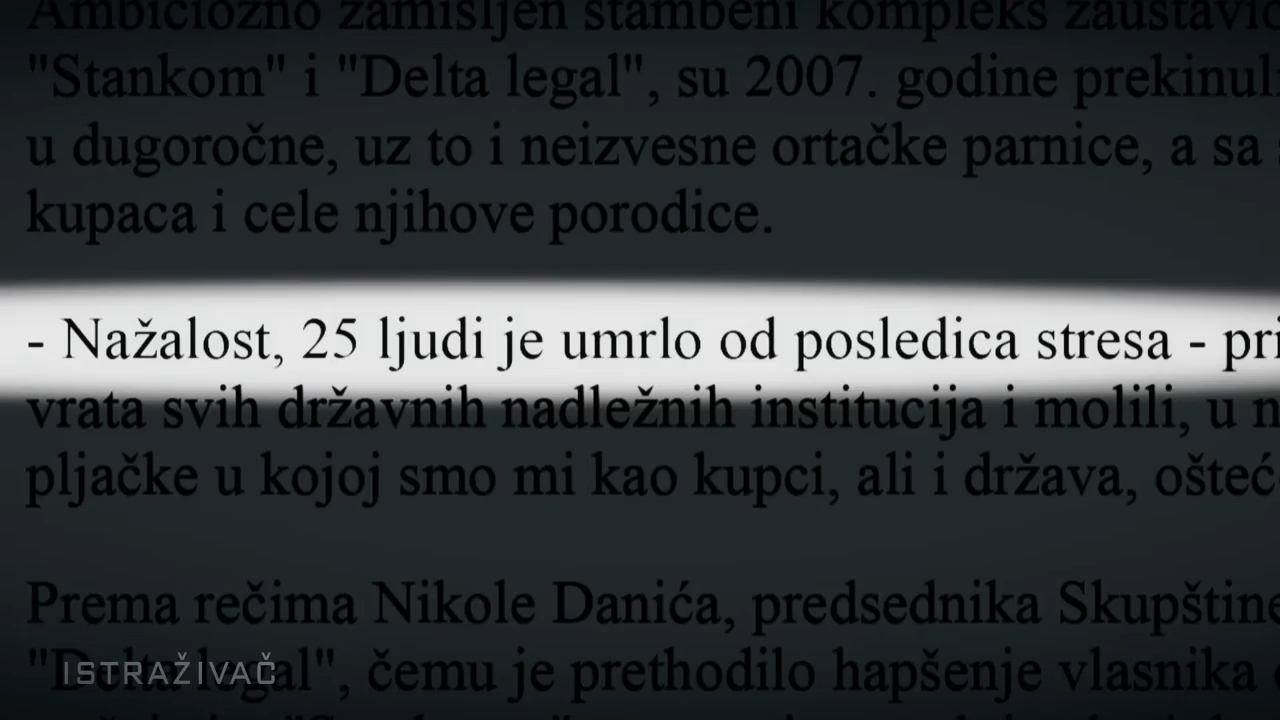 Ambiciozno zamišljen stambeni kompleks
"Stankom" i "Delta legal", su 2007. godine prekinuli
u dugoročne, uz to i neizvesne ortačke parnice, a sa
kupaca i cele njihove porodice.
- Nažalost, 25 ljudi je umrlo od posledica stresa - pri
vrata svih državnih nadležnih institucija i molili, u
pljačke u kojoj smo mi kao kupci, ali i država, ošteć
Prema rečima Nikole Danića, predsednika Skupštine
"Delta legal", čemu je prethodilo hapšenje vlasnika
ISTRAŽIVAČ